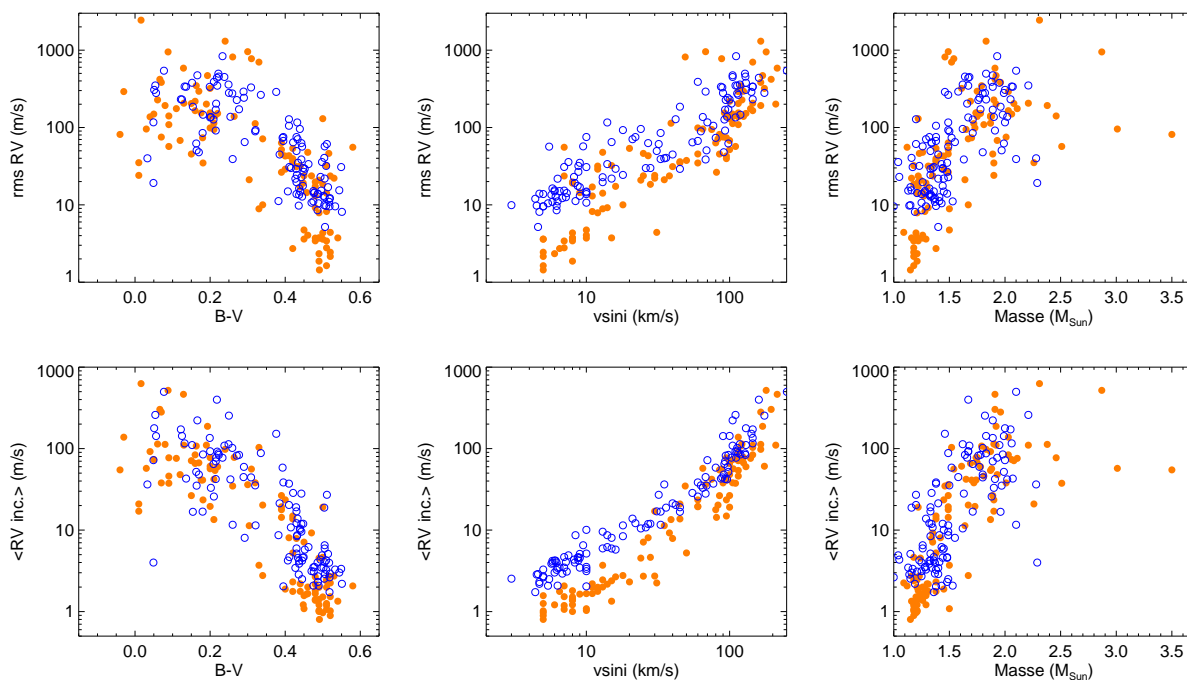 rms RV (m/s)
1000
100
10
1
0.0 0.2 0.4 0.6
B-V
rms RV (m/s)
1000
100
10
1
10 100
vsini (km/s)
rms RV (m/s)
1000
100
10
1
1.0 1.5 2.0 2.5 3.0 3.5
Masse (MSun)
<RV inc.> (m/s)
1000
100
10
1
0.0 0.2 0.4 0.6
B-V
<RV inc.> (m/s)
1000
100
10
1
10 100
vsini (km/s)
<RV inc.> (m/s)
1000
100
10
1
1.0 1.5 2.0 2.5 3.0 3.5
Masse (MSun)